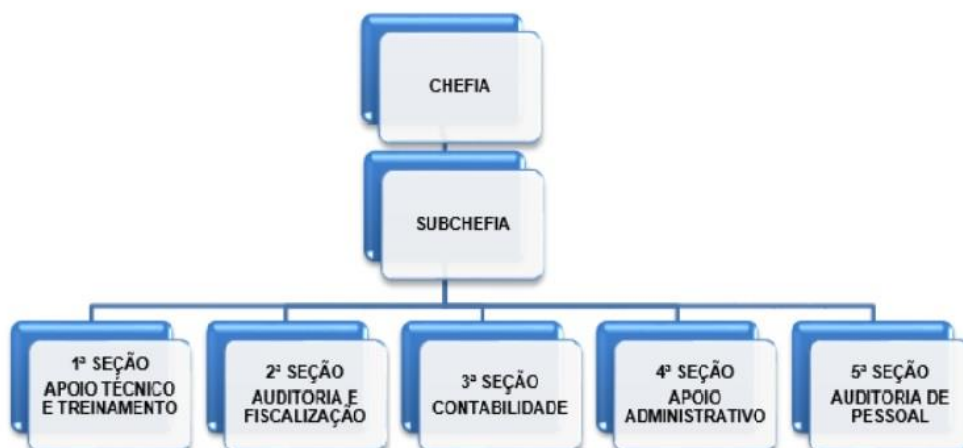 CHEFIA
SUBCHEFIA
1ª SEÇÃO
APOIO TÉCNICO
E TREINAMENTO
2ª SEÇÃO
AUDITORIA E
FISCALIZAÇÃO
3ª SEÇÃO
CONTABILIDADE
4ª SEÇÃO
APOIO
ADMINISTRATIVO
5ª SEÇÃO
AUDITORIA DE
PESSOAL